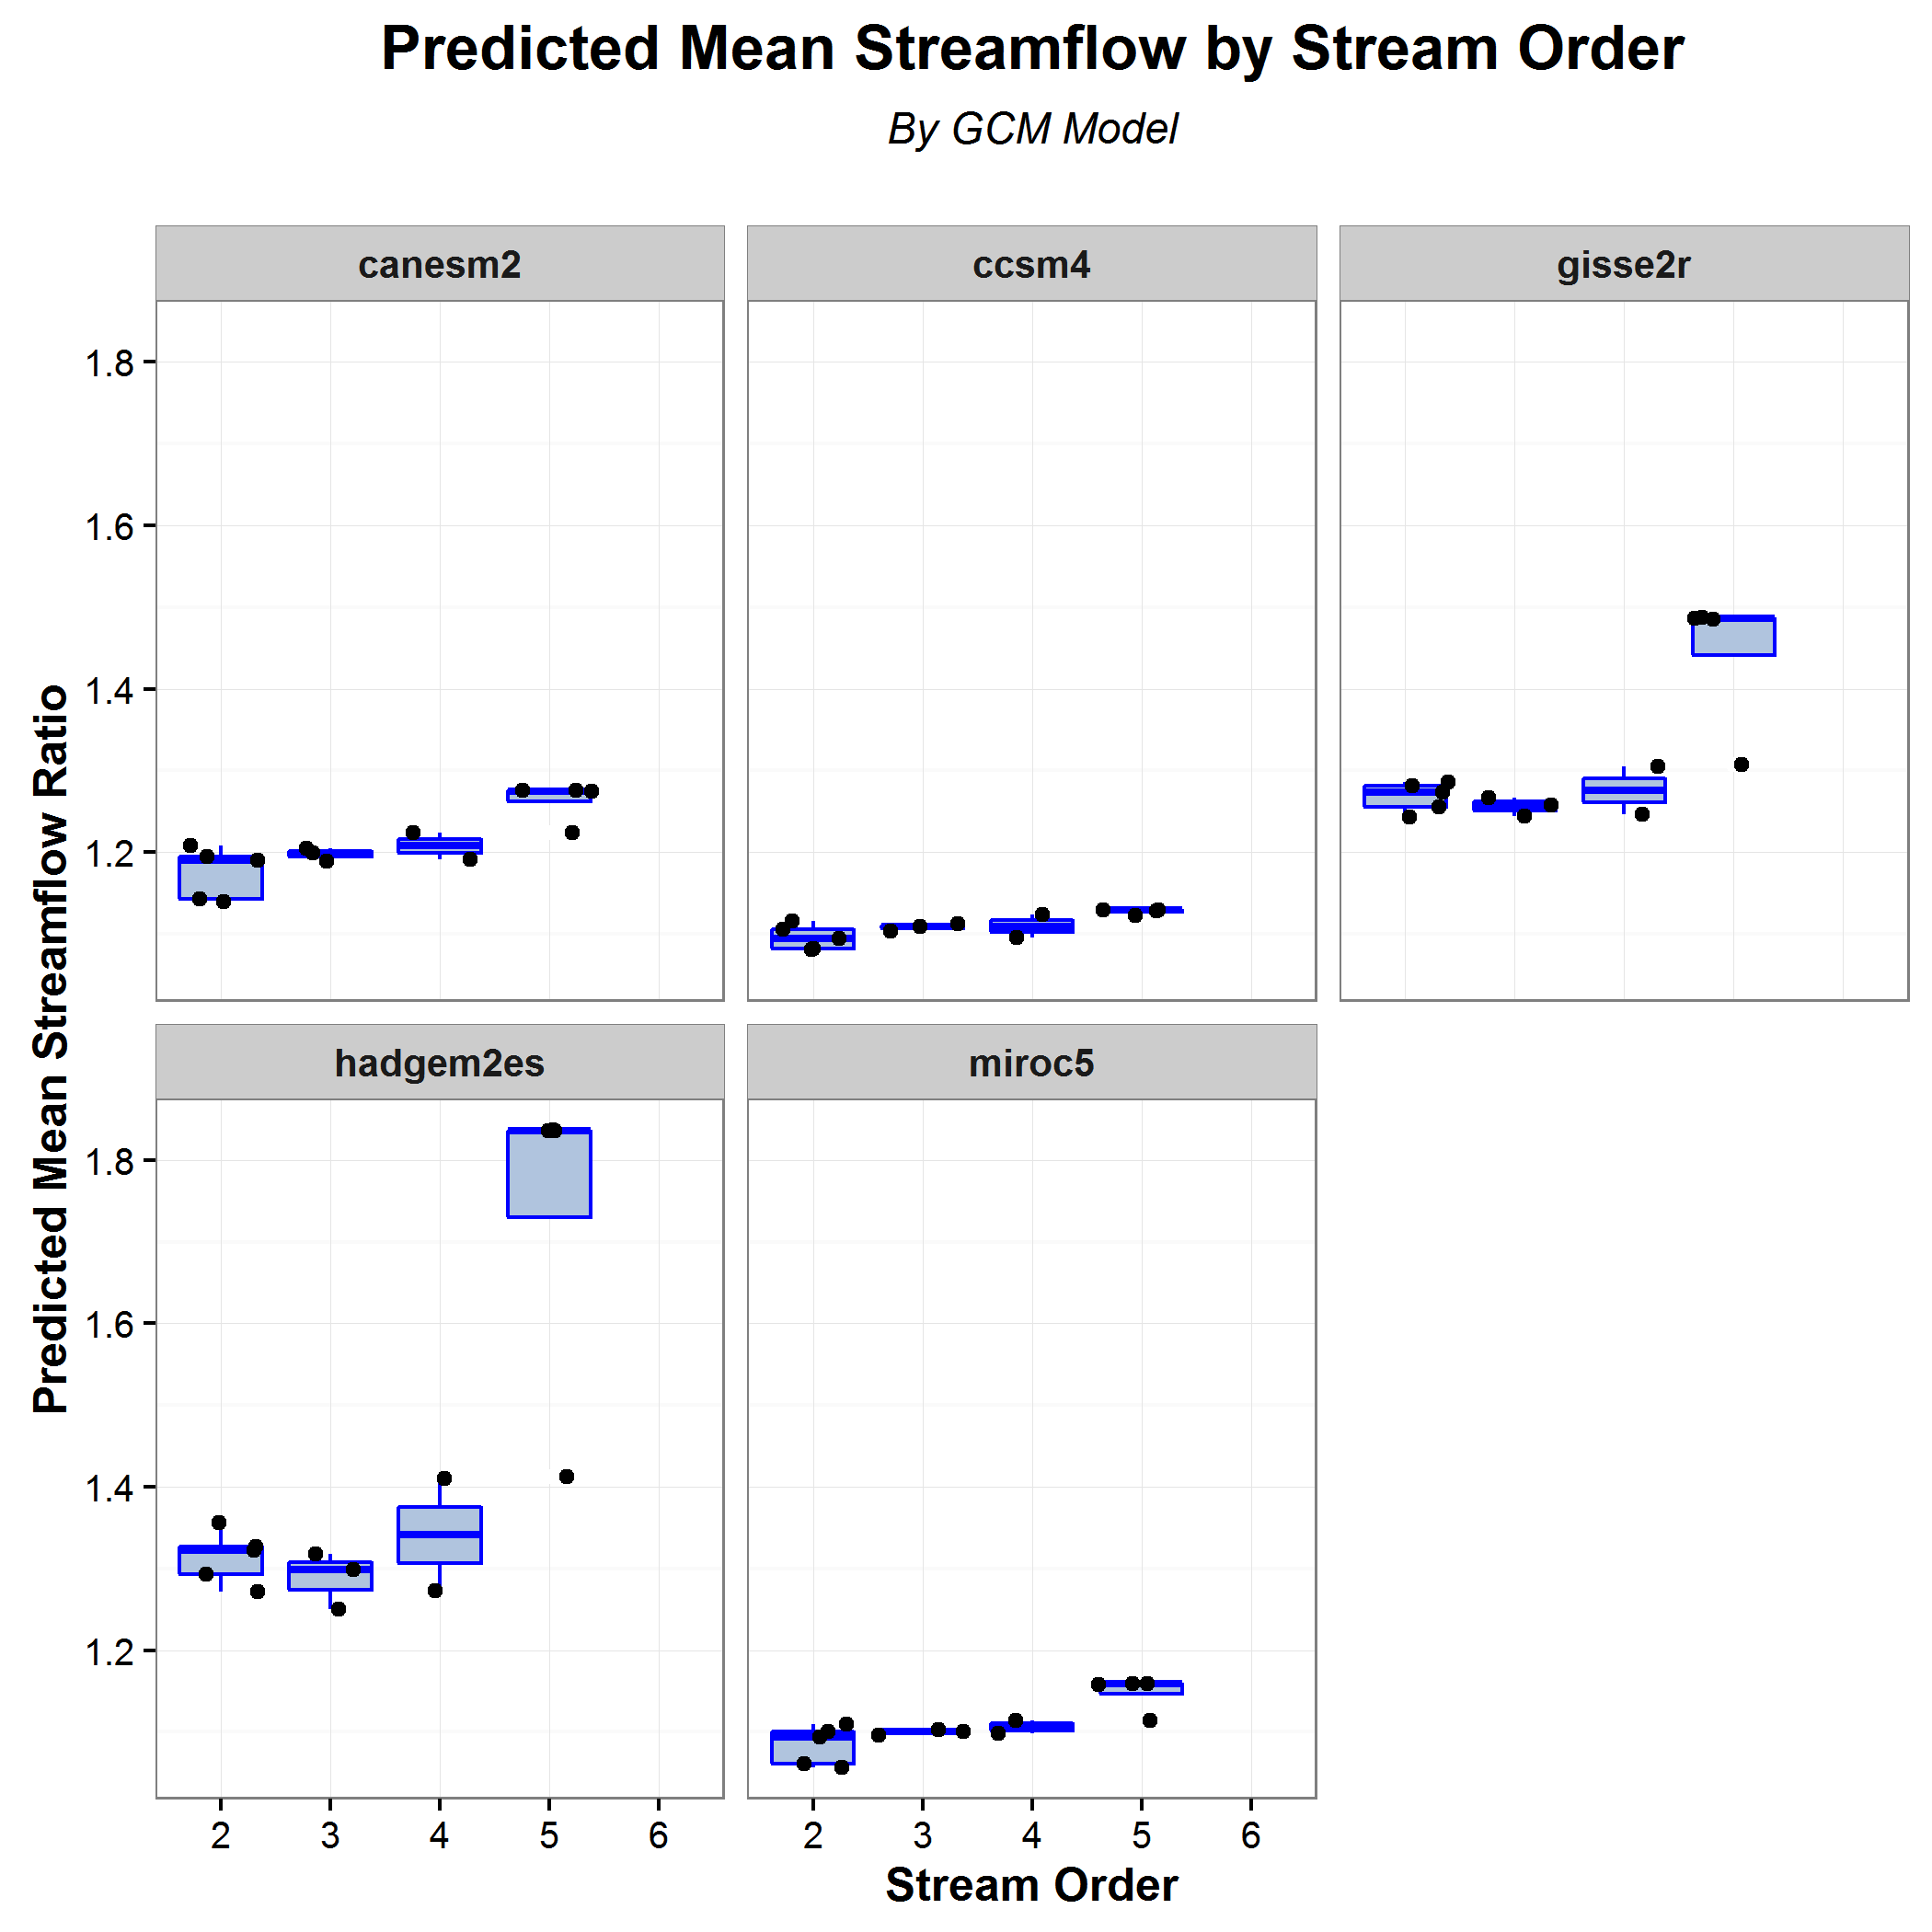 Predicted Mean Streamflow by Stream Order
By GCM Model
canesm2
ccsm4
gisse2r
1.8
1.6
1.4
1.2
Predicted Mean Streamflow Ratio
hadgem2es
miroc5
1.8
1.6
1.4
1.2
2 3 4 5 6
2 3 4 5 6
Stream Order